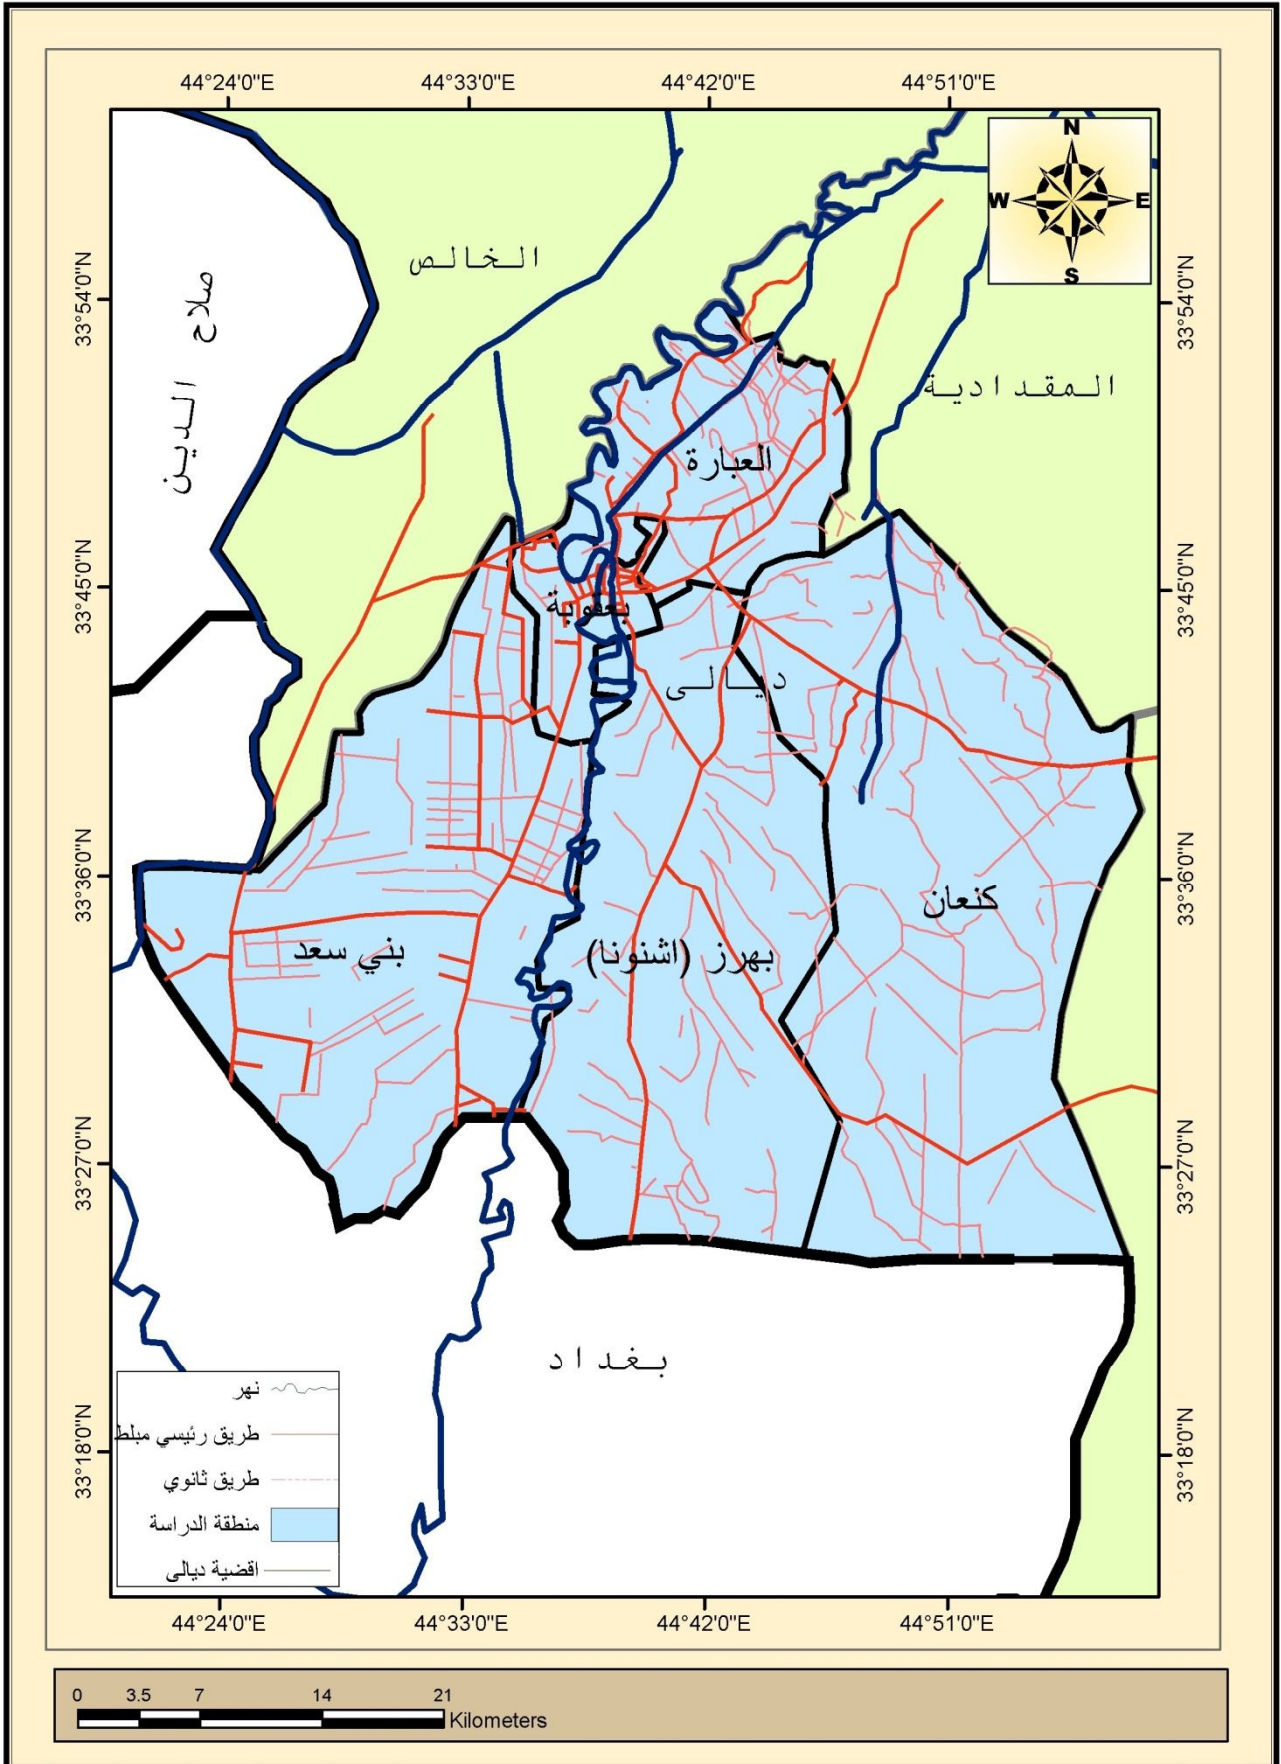 44°24'0"E
44°33'0"E
44°42'0"E
44°51'0"E
N
W
E
S
33°54'0"N
33°54'0"N
الخالص
صلاح الدين
المقدادية
العبارة
33°45'0"N
33°45'0"N
بعقوبة
ديالى
33°36'0"N
33°36'0"N
كنعان
بهرز (اشنونا)
بني سعد
33°27'0"N
33°27'0"N
بغداد
نهر
طريق رئيسي مبلط
طريق ثانوي
منطقة الدراسة
اقضية ديالى
33°18'0"N
33°18'0"N
44°24'0"E
44°33'0"E
44°42'0"E
44°51'0"E
0 3.5 7 14 21
Kilometers